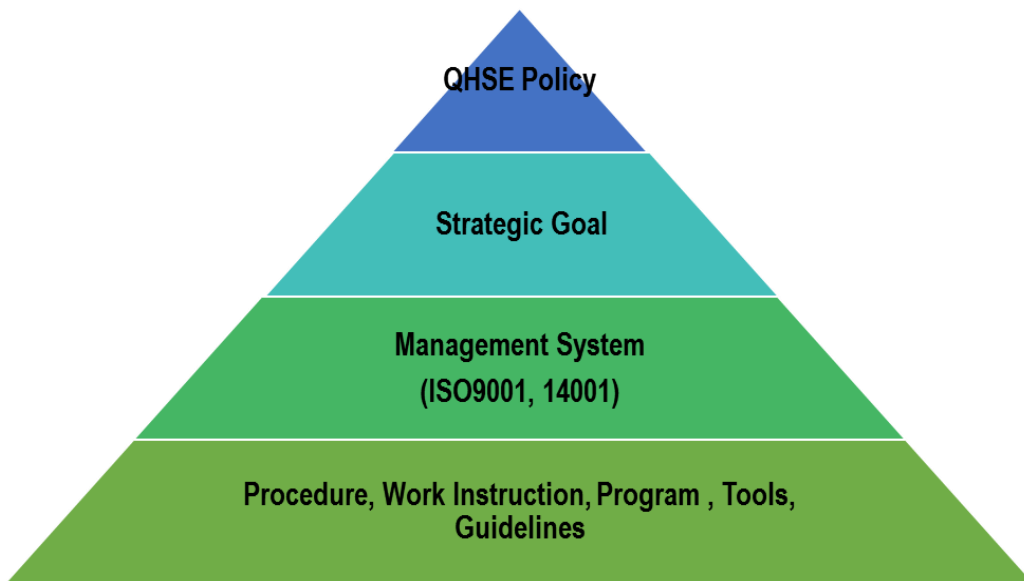 QHSE Policy
Strategic Goal
Management System
(ISO9001, 14001)
Procedure, Work Instruction, Program , Tools,
Guidelines